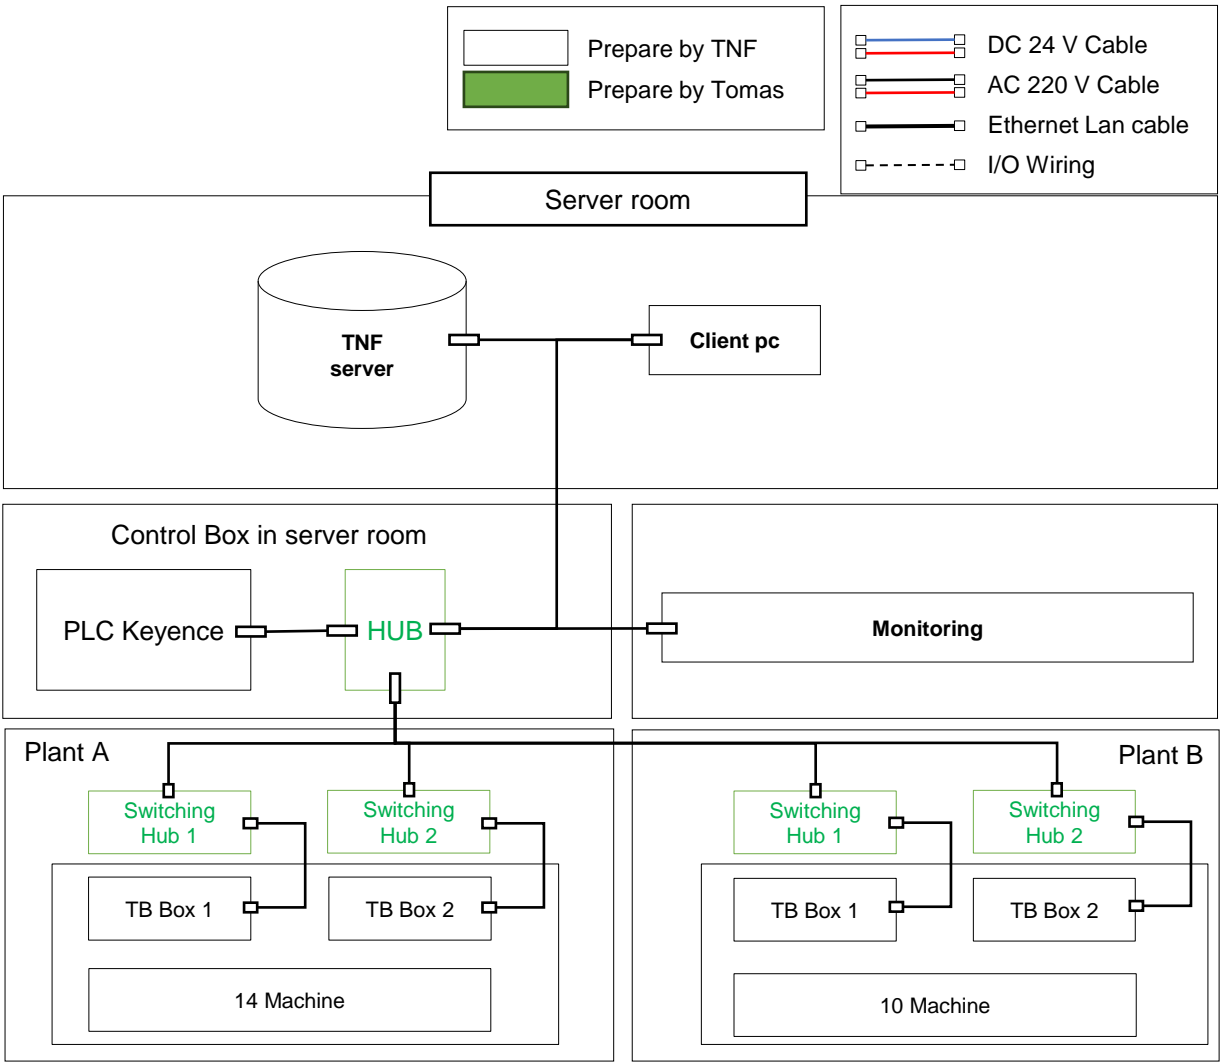 Prepare by TNF
Prepare by Tomas
DC 24 V Cable
AC 220 V Cable
Ethernet Lan cable
I/O Wiring
Server room
TNF
server
Client pc
Control Box in server room
PLC Keyence
HUB
Monitoring
Plant A
Plant B
Switching
Hub 1
Switching
Hub 2
Switching
Hub 1
Switching
Hub 2
TB Box 1
TB Box 2
TB Box 1
TB Box 2
14 Machine
10 Machine